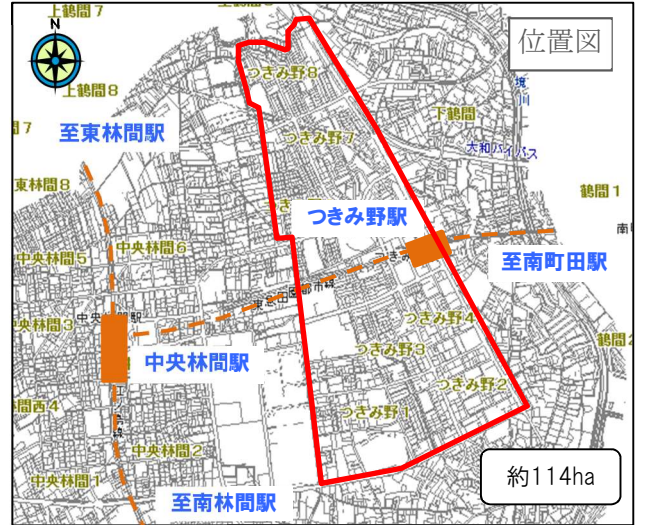 上鶴間7
N
位置図
つきみ野8
上鶴間8
下鶴間
境川
至東林間駅
つきみ野7
大和バイパス
東林間8
鶴間1
つきみ野駅
中央林間6
中央林間5
至南町田駅
東急田園都市線
中央林間3
中央林間駅
つきみ野4
つきみ野3
中央林間駅
つきみ野2
つきみ野1
中央林間2
約114ha
中央林間1
至南林間駅